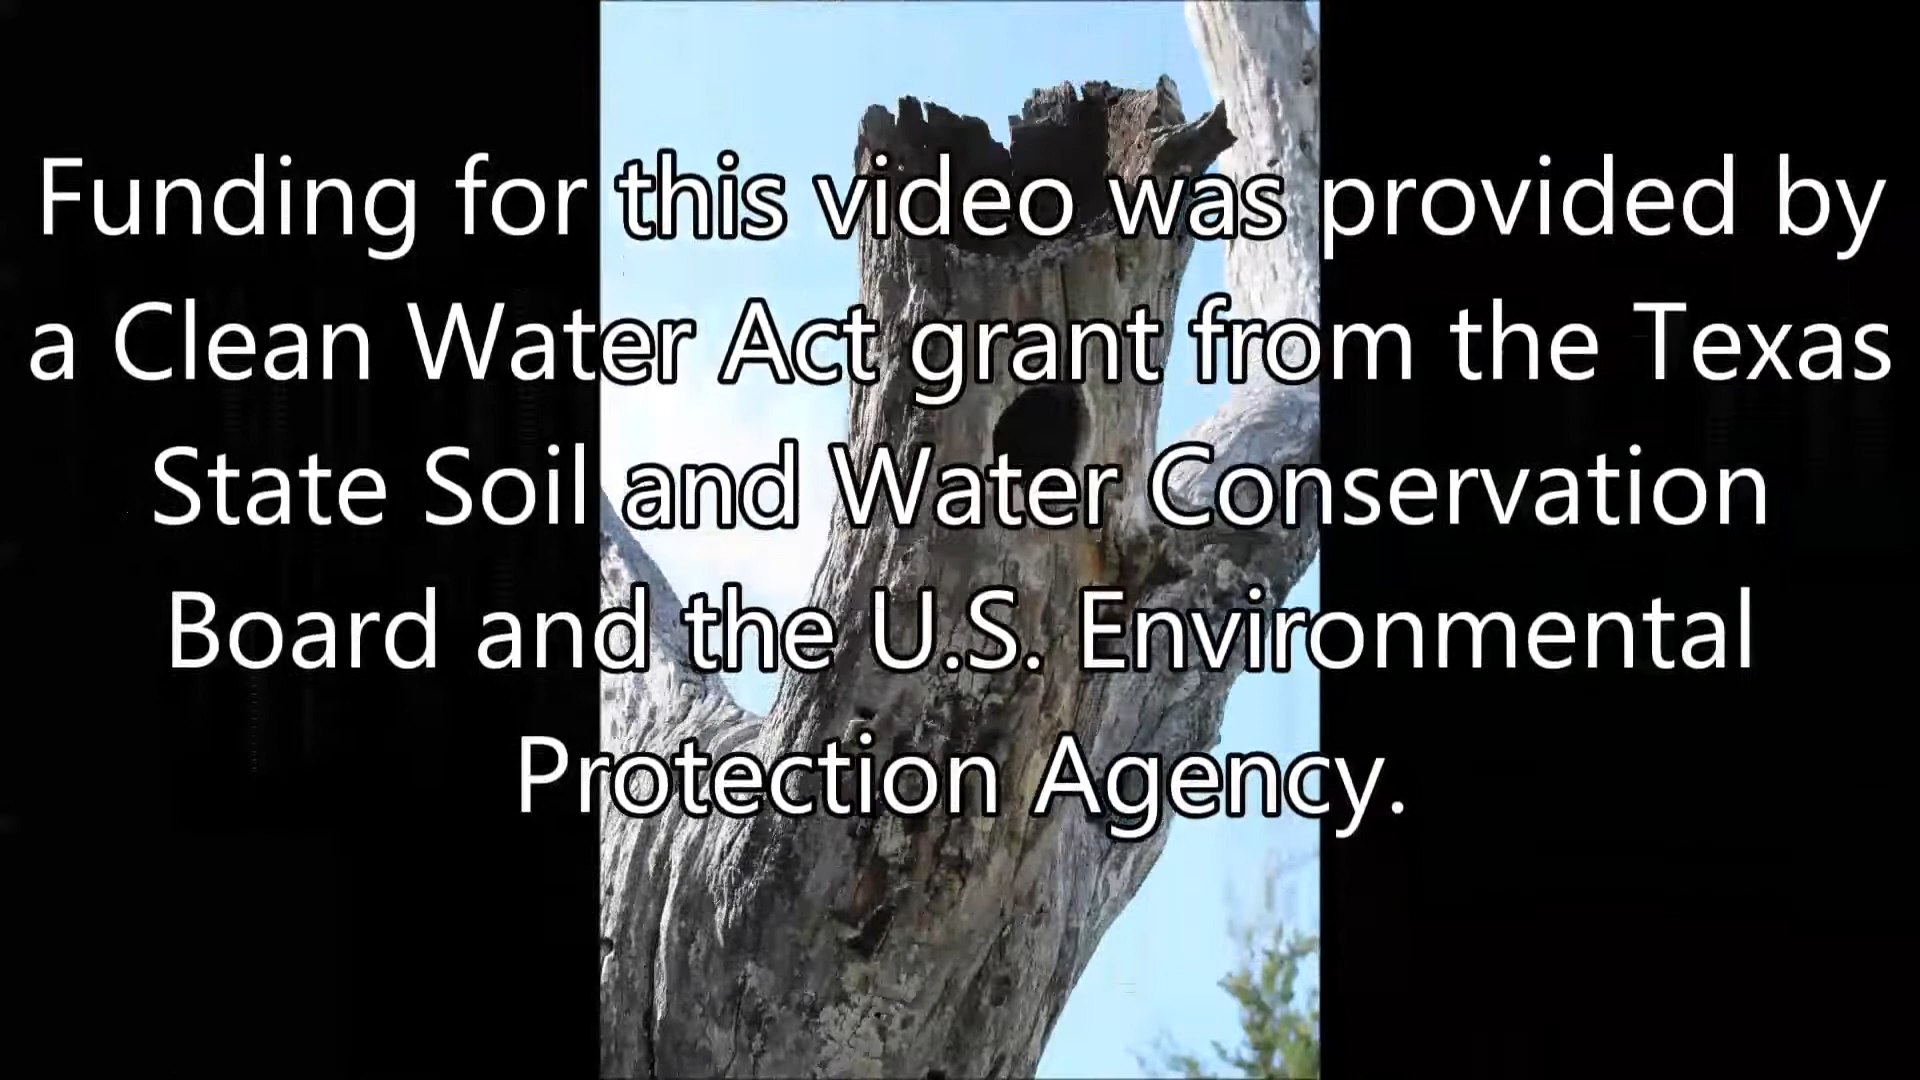 Funding for this video was provided by
a Clean Water Act grant from the Texas
State Soil and Water Conservation
Board and the U.S. Environmental
Protection Agency.